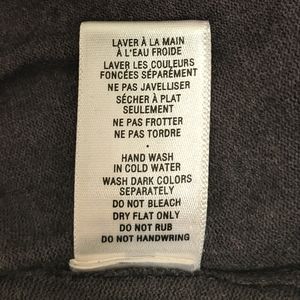 LAVER À LA MAIN
À L'EAU FROIDE
LAVER LES COULEURS
FONCÉES SÉPARÉMENT
NE PAS JAVELLISER
SÉCHER À PLAT
SEULEMENT
NE PAS FROTTER
NE PAS TORDRE
•
HAND WASH
IN COLD WATER
WASH DARK COLORS
SEPARATELY
DO NOT BLEACH
DRY FLAT ONLY
DO NOT RUB
DO NOT HANDWRING